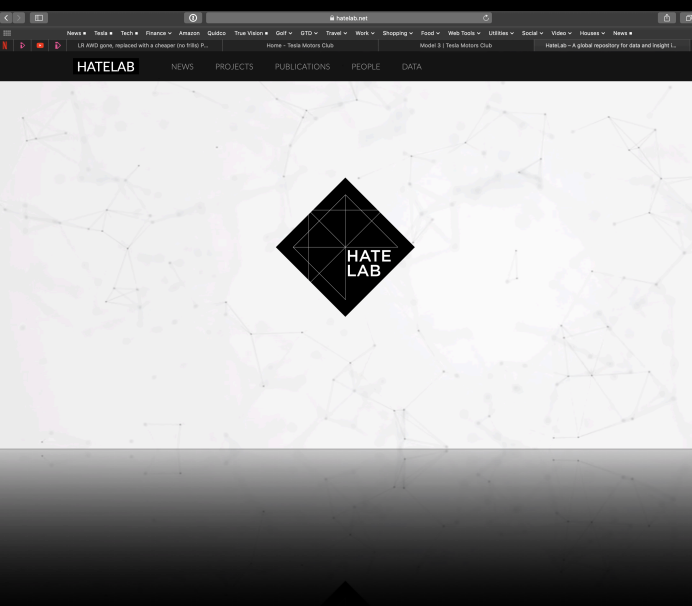 hatelab.net
News Tesla Tech Finance Amazon Quidco True Vision Golf GTD Travel Work Shopping Food Web Tools Utilities Social Video Houses News
LR AWD gone, replaced with a cheaper (no frills) P... Home - Tesla Motors Club Model 3 | Tesla Motors Club HateLab – A global repository for data and insight i...
HATELAB NEWS PROJECTS PUBLICATIONS PEOPLE DATA
HATE
LAB